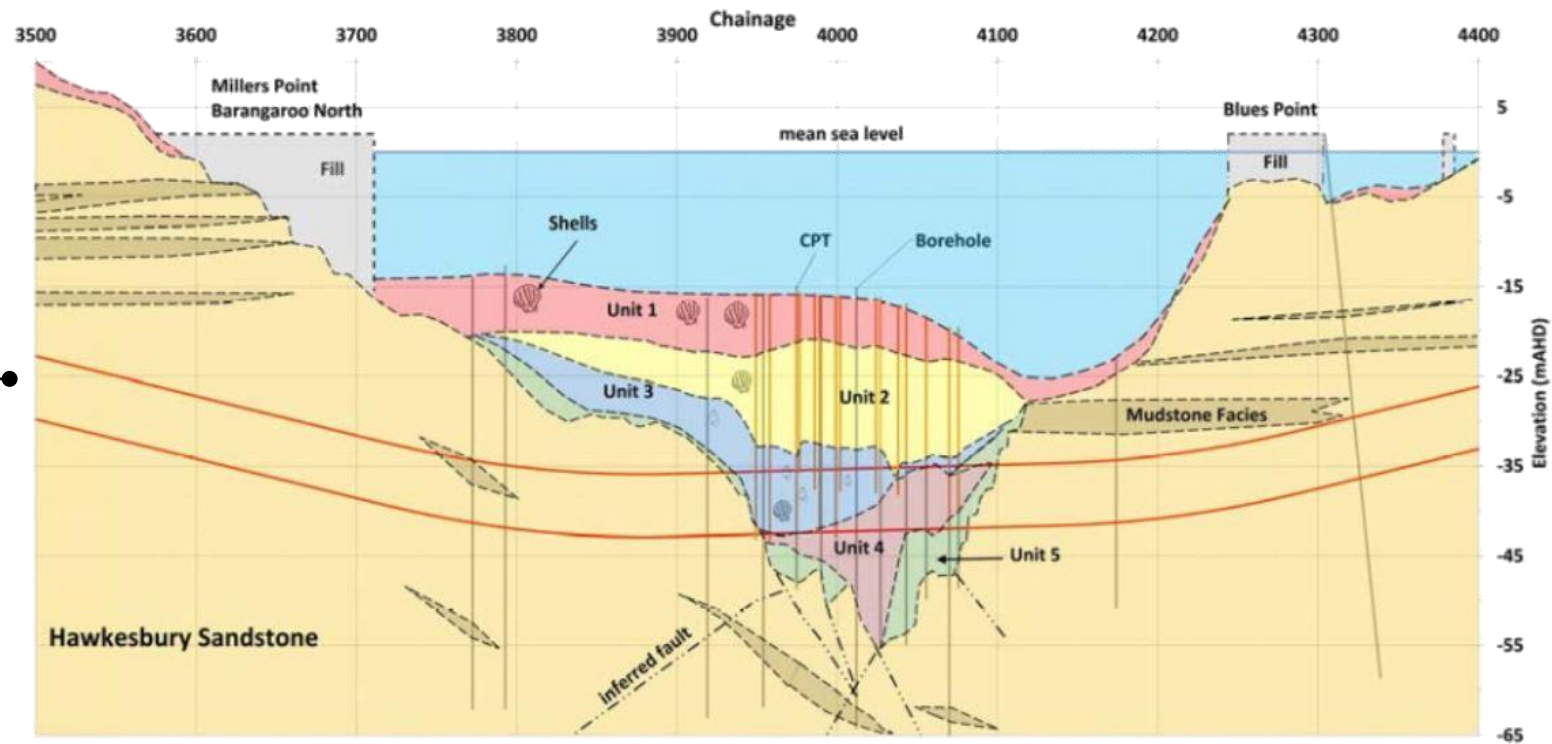 Chainage
3500 3600 3700 3800 3900 4000 4100 4200 4300 4400
Millers Point
Barangaroo North
Blues Point
5
mean sea level
Fill
Fill
-5
Shells
CPT
Borehole
-15
Unit 1
-25
Unit 3
Unit 2
Mudstone Facies
Elevation (mAHD)
-35
Unit 4
Unit 5
-45
Hawkesbury Sandstone
inferred fault
-55
-65